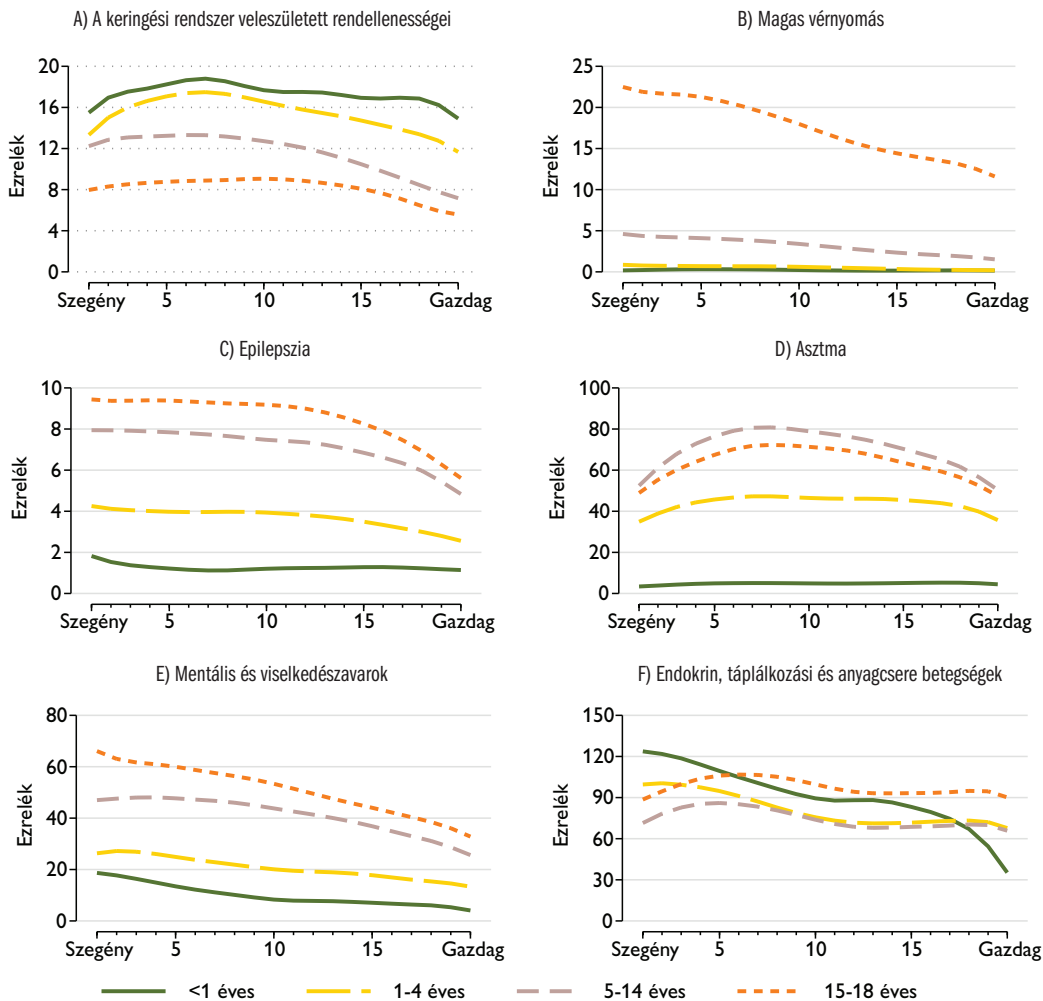 A) A keringési rendszer veleszületett rendellenességei
Ezrelék
20
16
12
8
4
0
Szegény 5 10 15 Gazdag
B) Magas vérnyomás
Ezrelék
25
20
15
10
5
0
Szegény 5 10 15 Gazdag
C) Epilepszia
Ezrelék
10
8
6
4
2
0
Szegény 5 10 15 Gazdag
D) Asztma
Ezrelék
100
80
60
40
20
0
Szegény 5 10 15 Gazdag
E) Mentális és viselkedészavarok
Ezrelék
80
60
40
20
0
Szegény 5 10 15 Gazdag
F) Endokrin, táplálkozási és anyagcsere betegségek
Ezrelék
150
120
90
60
30
0
Szegény 5 10 15 Gazdag
<1 éves 1-4 éves 5-14 éves 15-18 éves